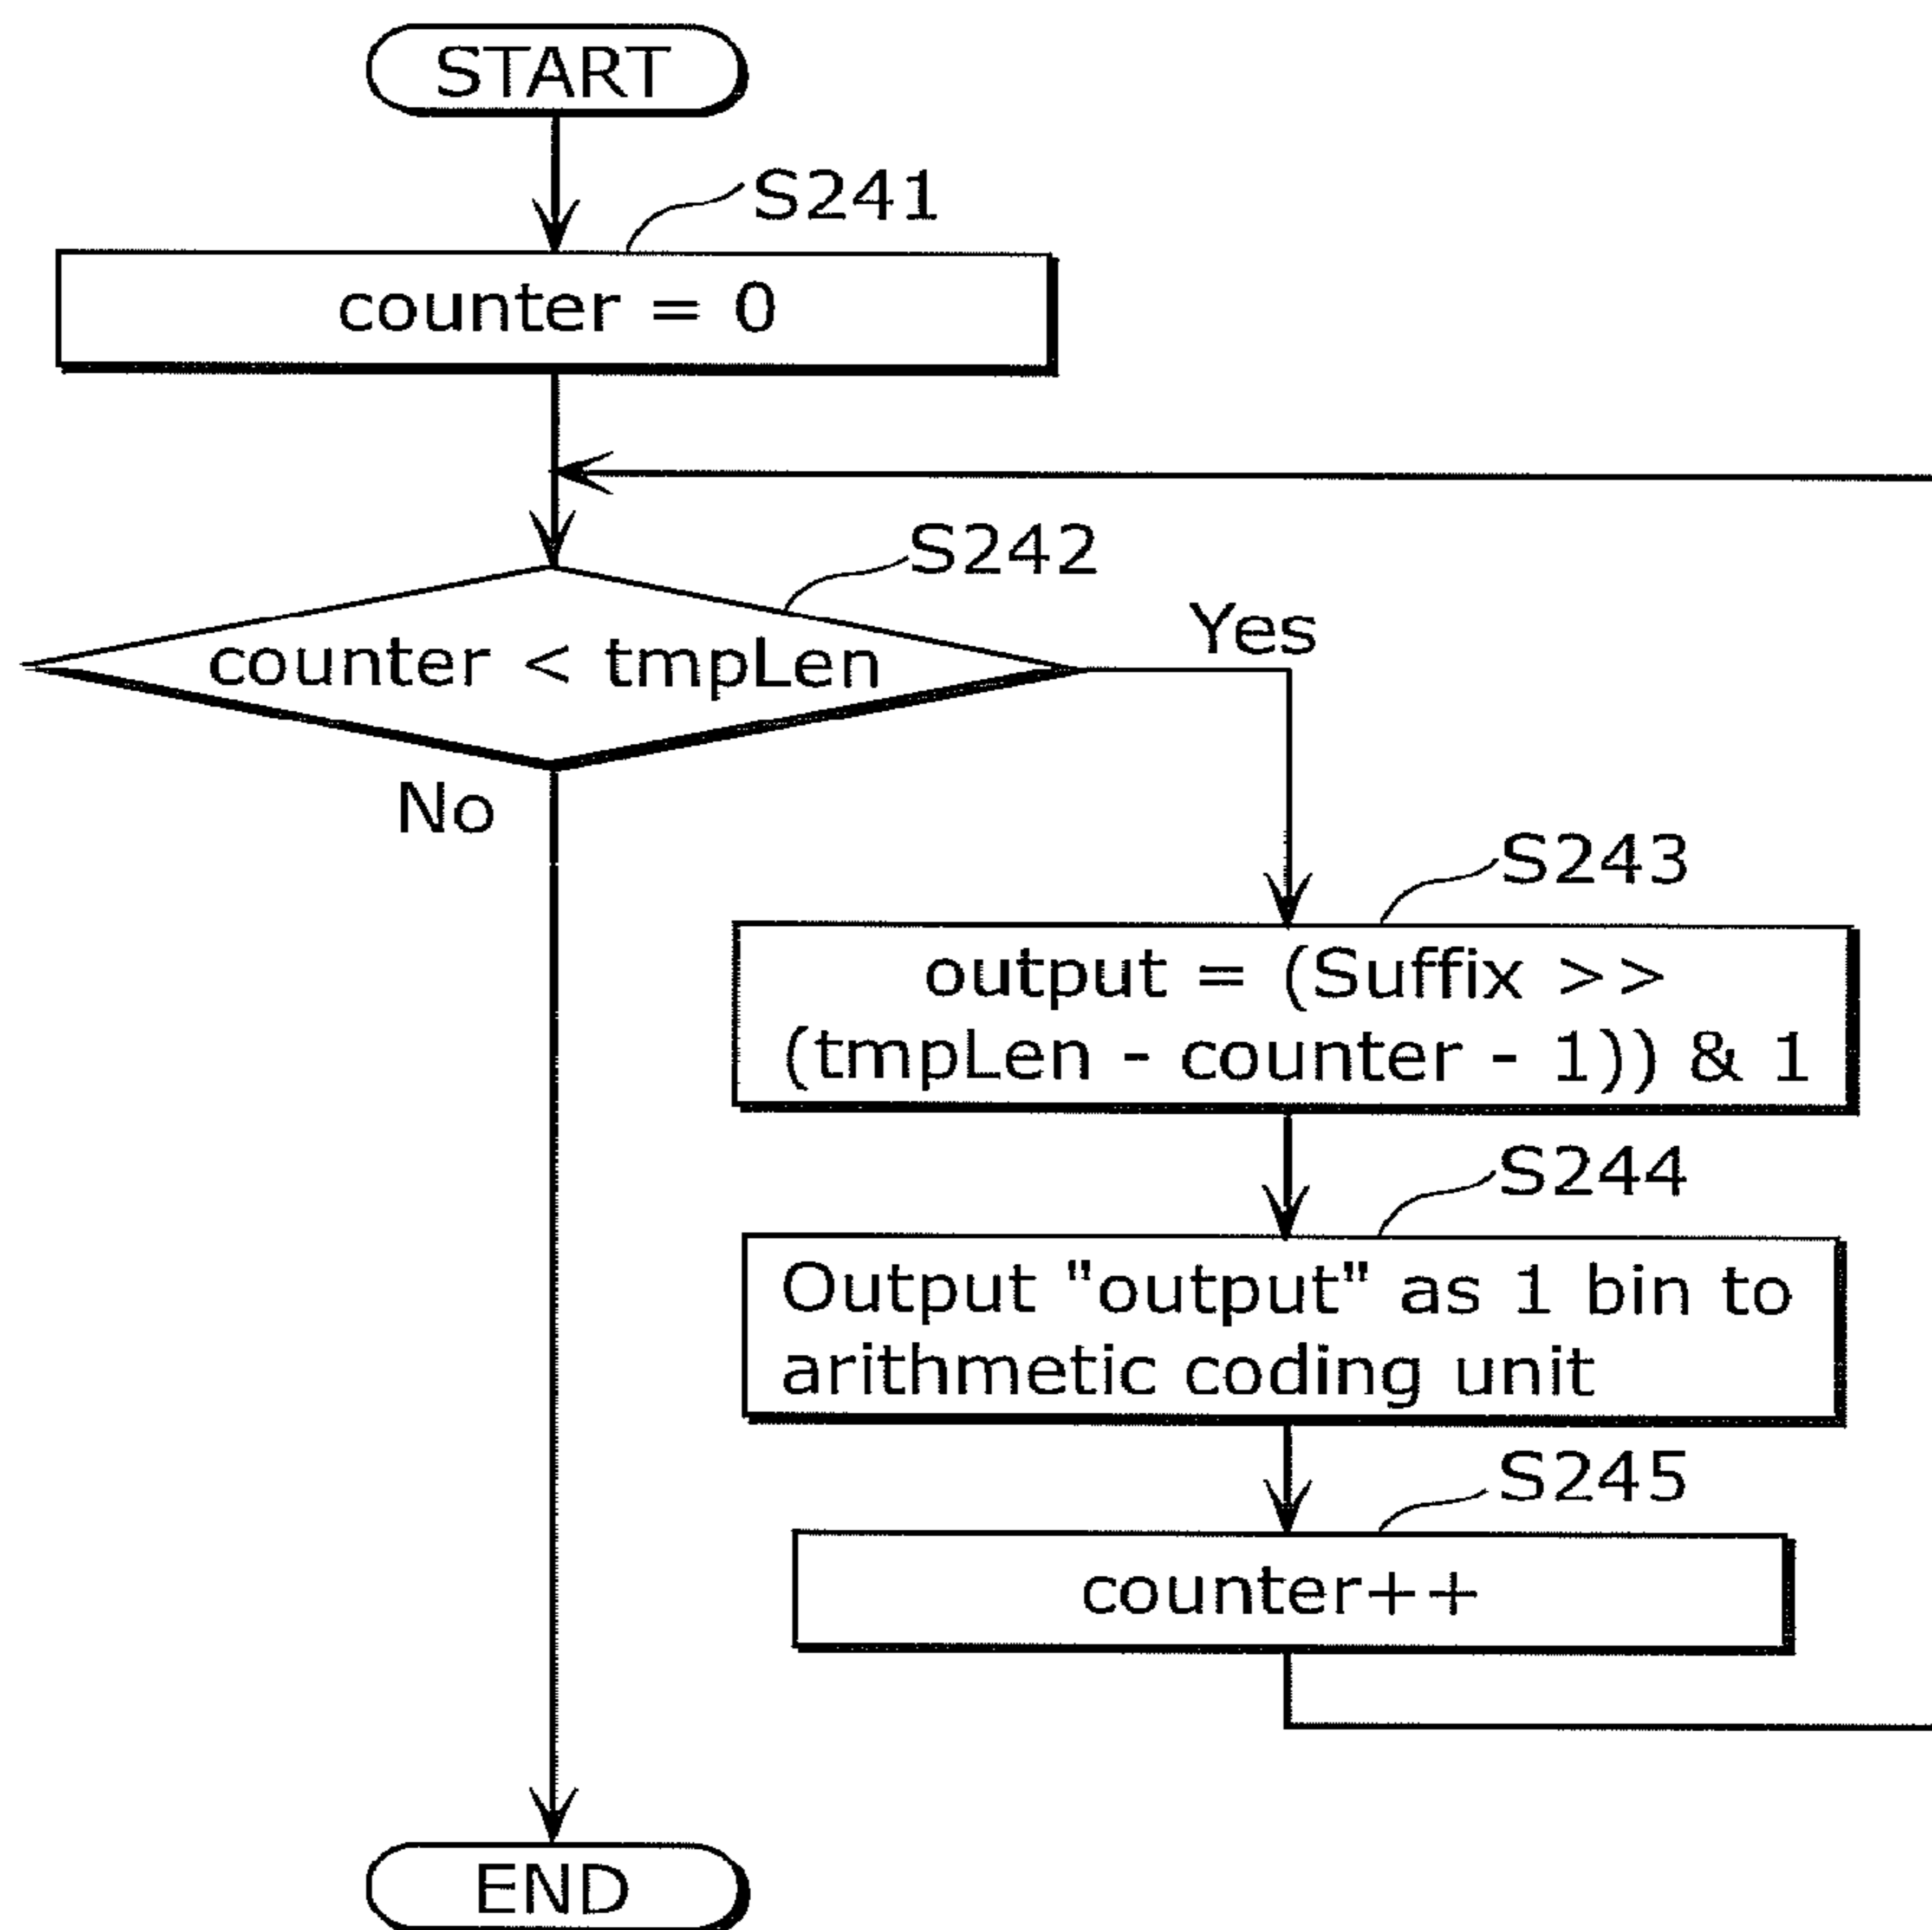 START
S241
counter = 0
S242
counter < tmpLen
Yes
No
S243
output = (Suffix >>
(tmpLen - counter - 1)) & 1
S244
Output "output" as 1 bin to
arithmetic coding unit
S245
counter++
END